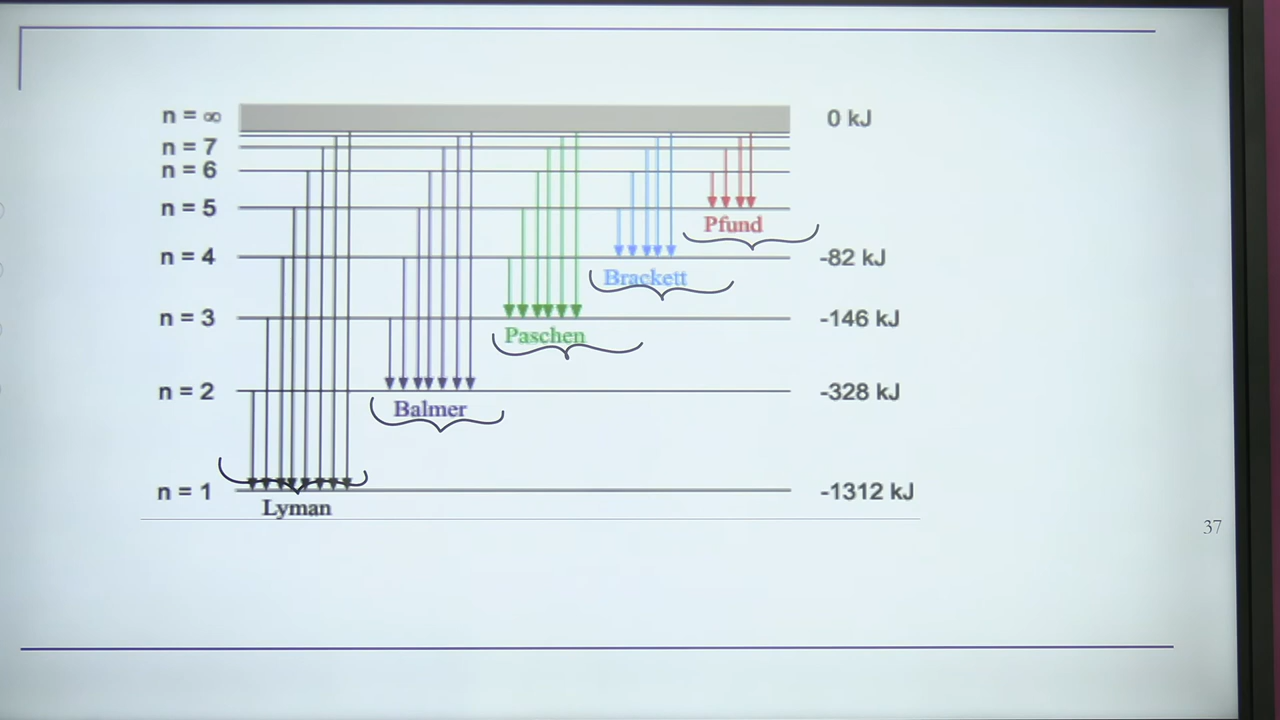 n = ∞ 0 kJ
n = 7
n = 6
n = 5
Pfund
n = 4 -82 kJ
Brackett
n = 3 -146 kJ
Paschen
n = 2 -328 kJ
Balmer
n = 1 -1312 kJ
Lyman
37